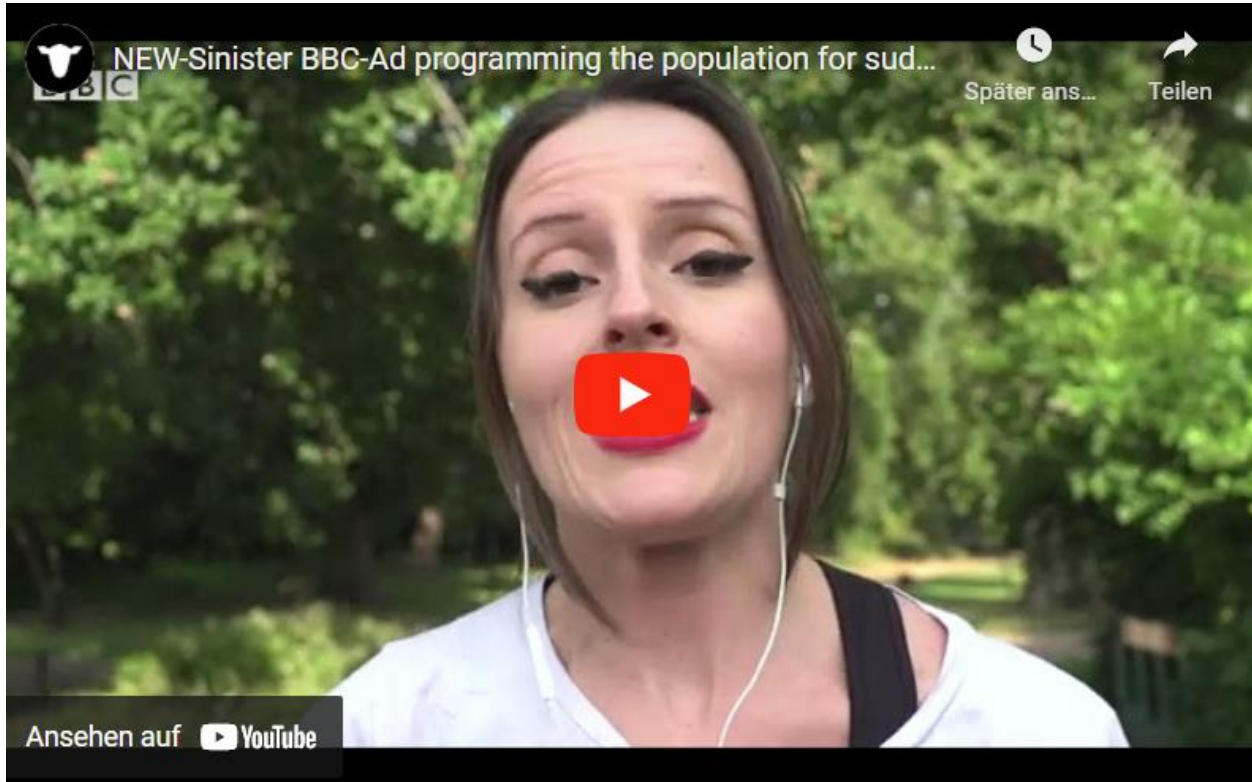 NEW-Sinister BBC-Ad programming the population for sud...
BBC
Später ans...
Teilen
Ansehen auf YouTube